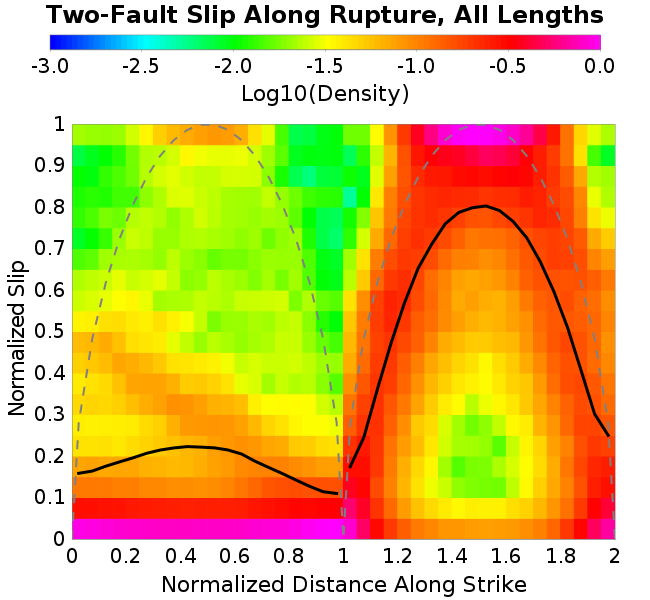 Two-Fault Slip Along Rupture, All Lengths
-3.0 -2.5 -2.0 -1.5 -1.0 -0.5 0.0
Log10(Density)
1
0.9
0.8
0.7
0.6
0.5
0.4
0.3
0.2
0.1
0
Normalized Slip
0 0.2 0.4 0.6 0.8 1 1.2 1.4 1.6 1.8 2
Normalized Distance Along Strike